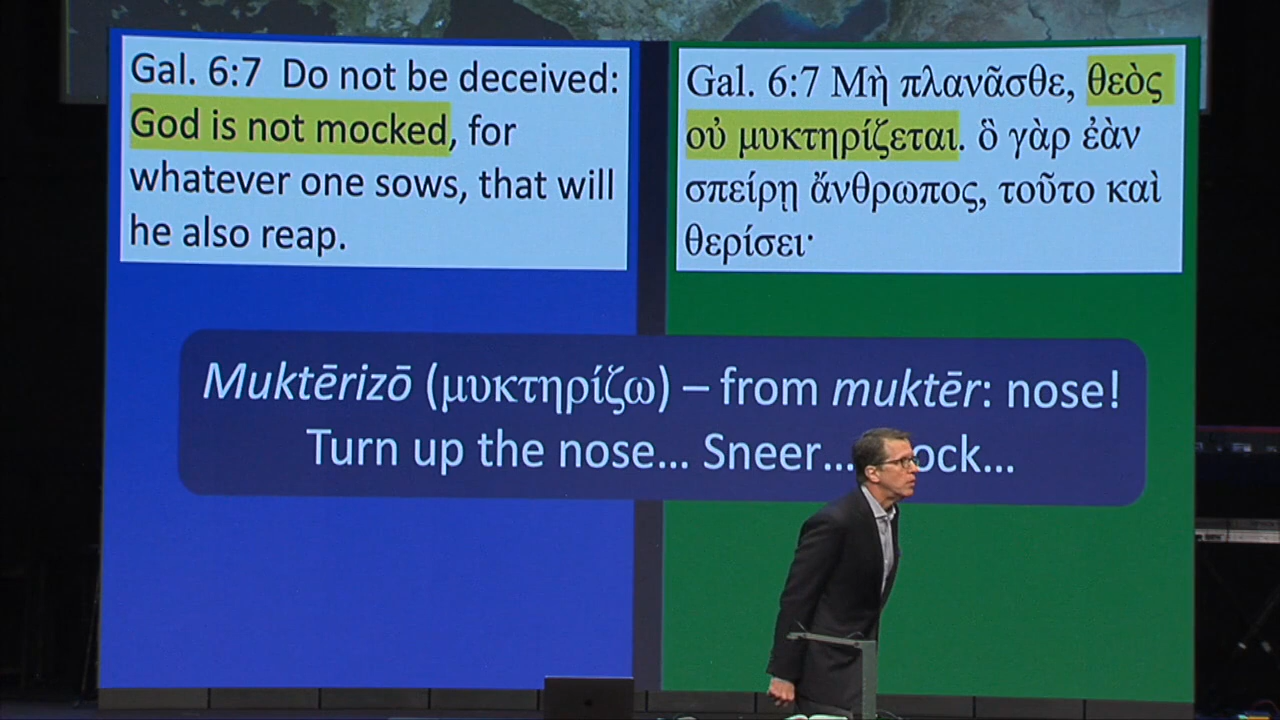 Gal. 6:7 Do not be deceived:
God is not mocked, for
whatever one sows, that will
he also reap.
Gal. 6:7 Μὴ πλανᾶσθε, θεὸς
οὐ μυκτηρίζεται. ὃ γὰρ ἐὰν
σπείρῃ ἄνθρωπος, τοῦτο καὶ
θερίσει·
Muktērizō (μυκτηρίζω) – from muktēr: nose!
Turn up the nose... Sneer... ock...